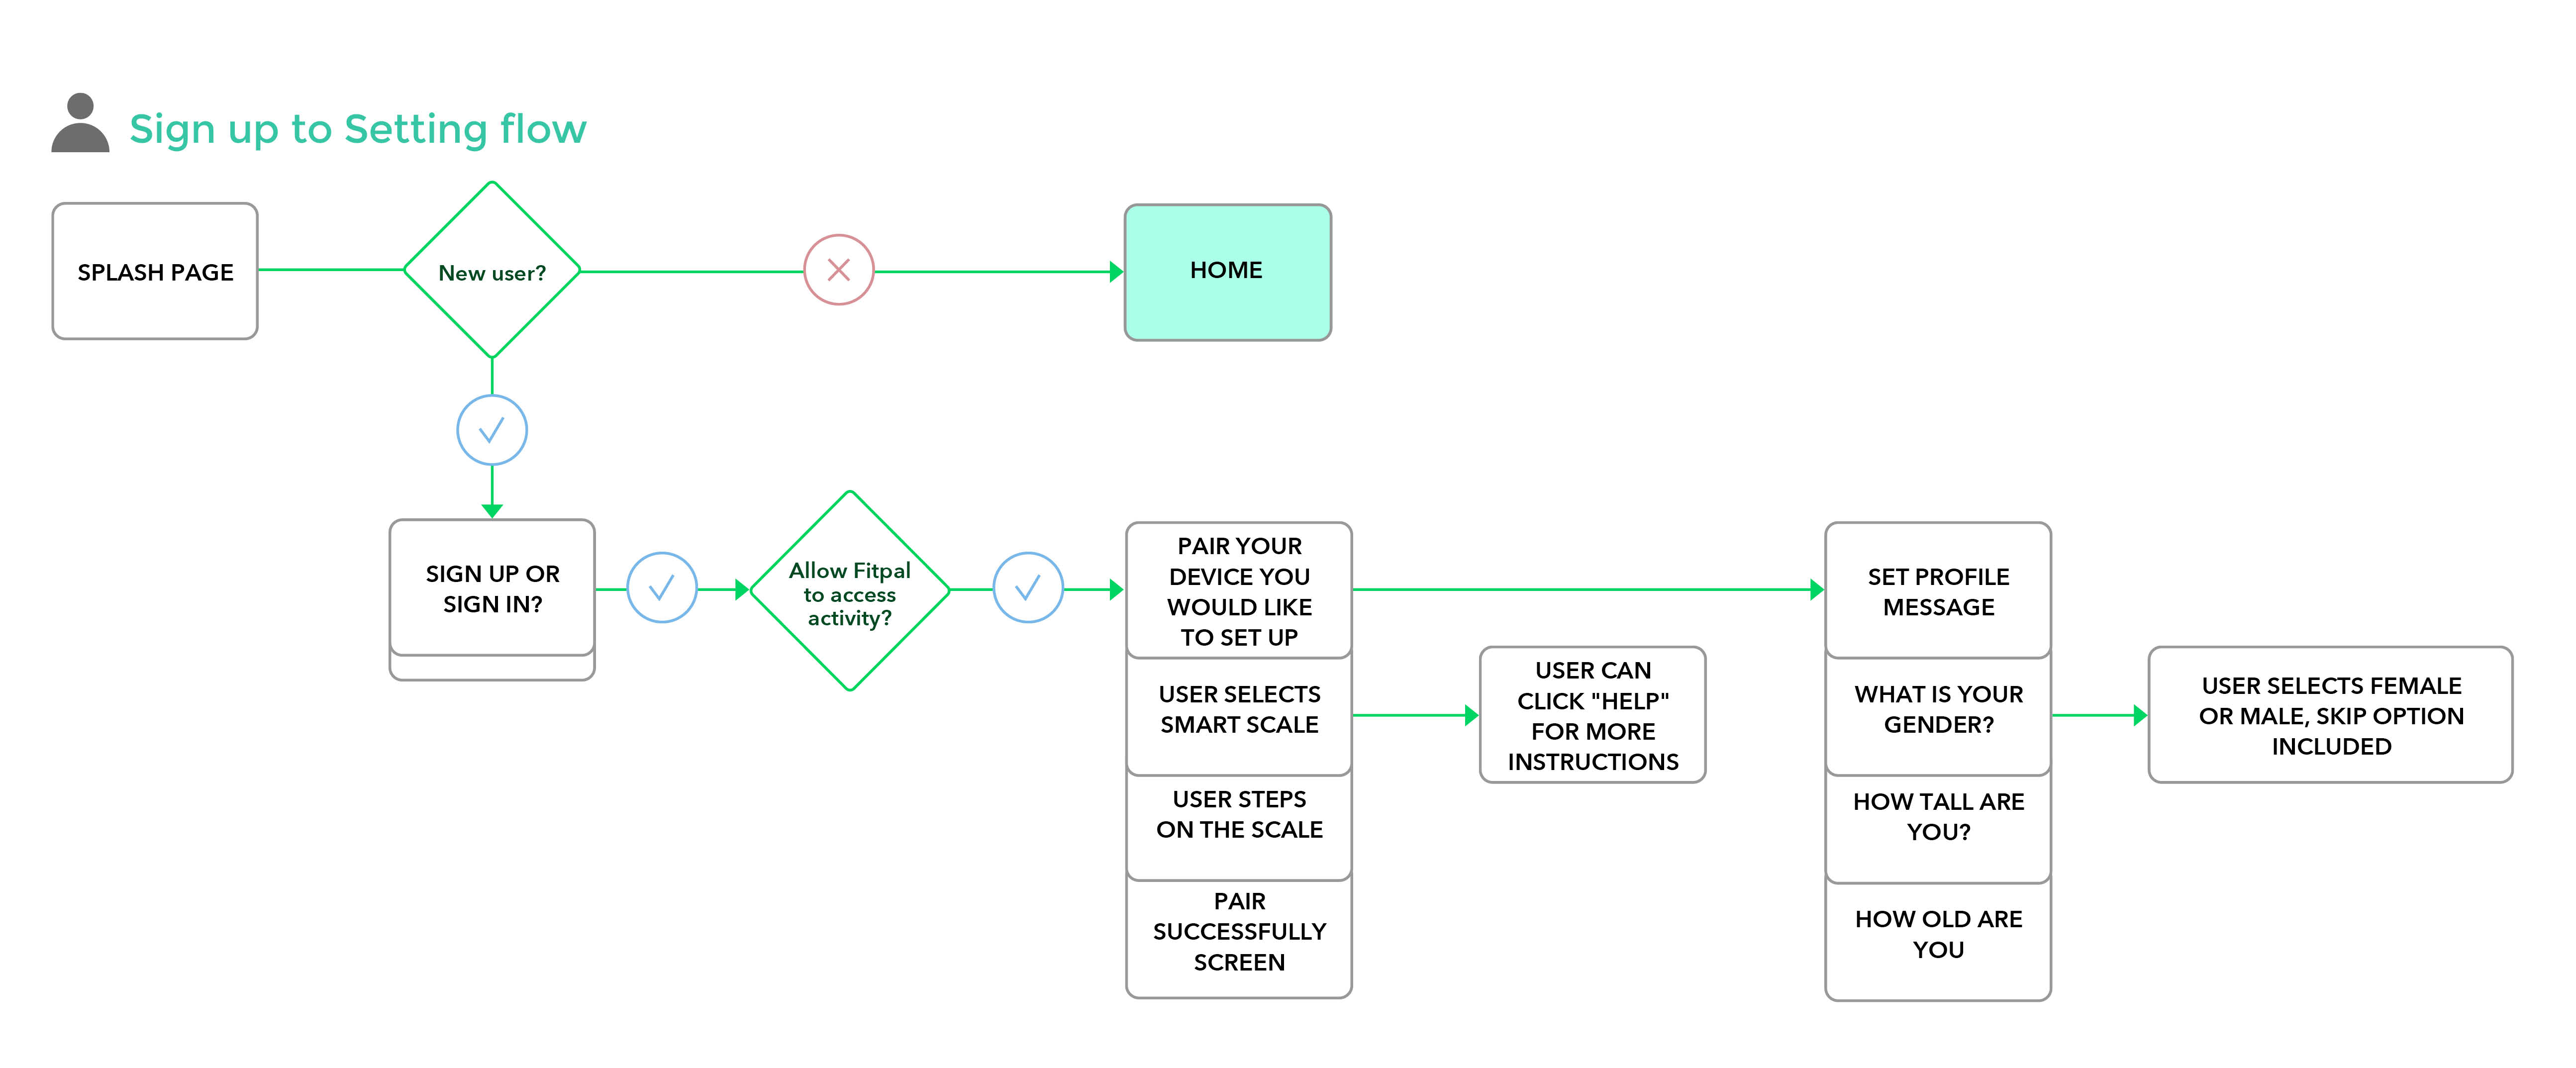 Sign up to Setting flow
SPLASH PAGE
New user?
HOME
SIGN UP OR
SIGN IN?
Allow Fitpal
to access
activity?
PAIR YOUR
DEVICE YOU
WOULD LIKE
TO SET UP
USER SELECTS
SMART SCALE
USER STEPS
ON THE SCALE
PAIR
SUCCESSFULLY
SCREEN
USER CAN
CLICK "HELP"
FOR MORE
INSTRUCTIONS
SET PROFILE
MESSAGE
WHAT IS YOUR
GENDER?
HOW TALL ARE
YOU?
HOW OLD ARE
YOU
USER SELECTS FEMALE
OR MALE, SKIP OPTION
INCLUDED